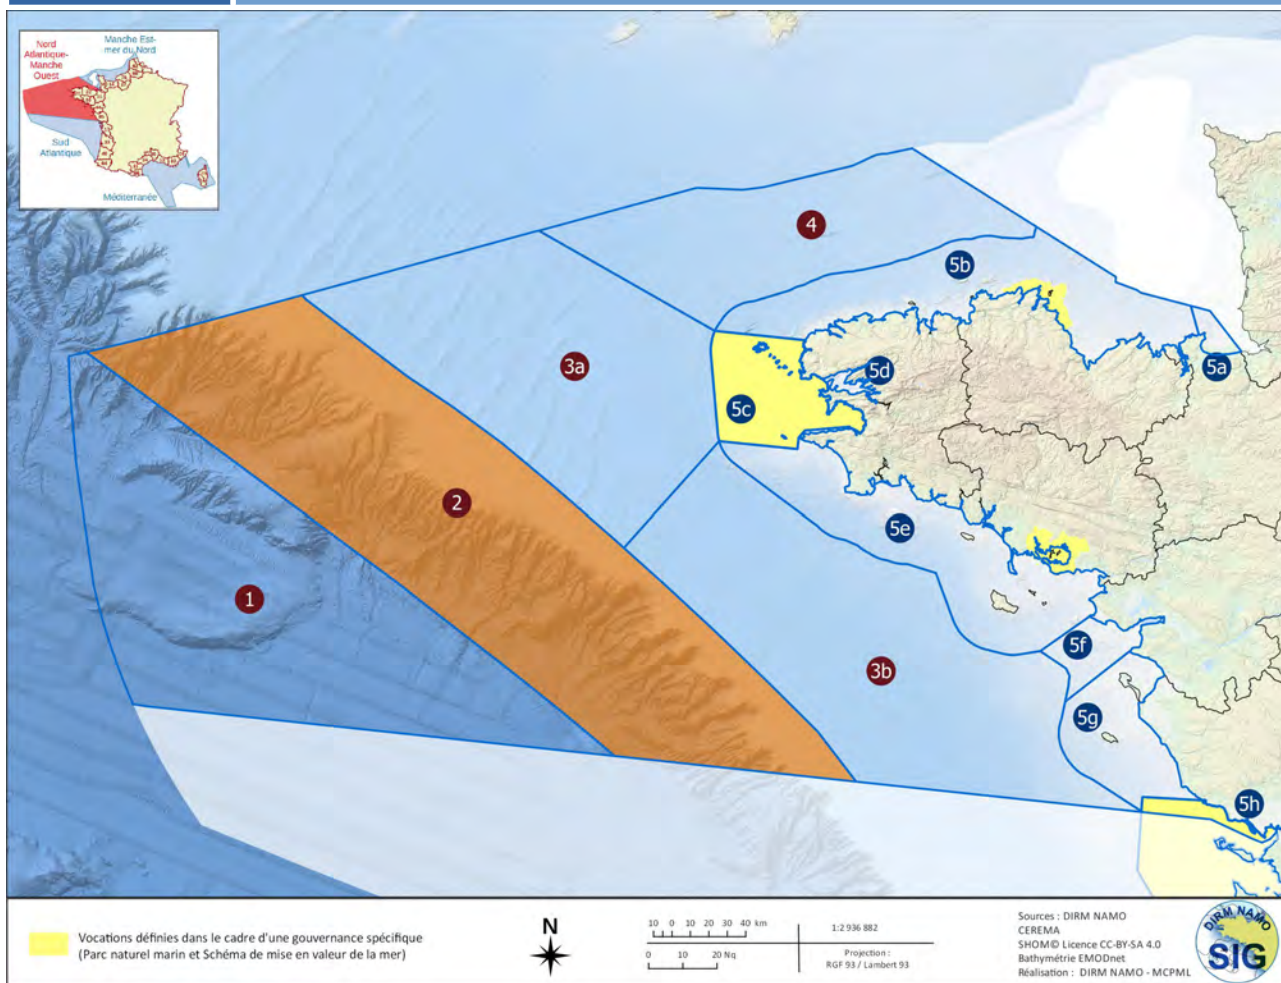 Nord
Atlantique-
Manche
Ouest
Manche Est-
mer du Nord
Sud
Atlantique
Méditerranée
4
5b
3a
5d
5a
5c
2
5e
1
5f
3b
5g
5h
Vocations définies dans le cadre d'une gouvernance spécifique
(Parc naturel marin et Schéma de mise en valeur de la mer)
N
10 0 10 20 30 40 km
0 10 20 Nq
1:2 936 882
Projection :
RGF 93 / Lambert 93
Sources : DIRM NAMO
CEREMA
SHOM© Licence CC-BY-SA 4.0
Bathymétrie EMODnet
Réalisation : DIRM NAMO - MCPML
DIRM NAMO
SIG